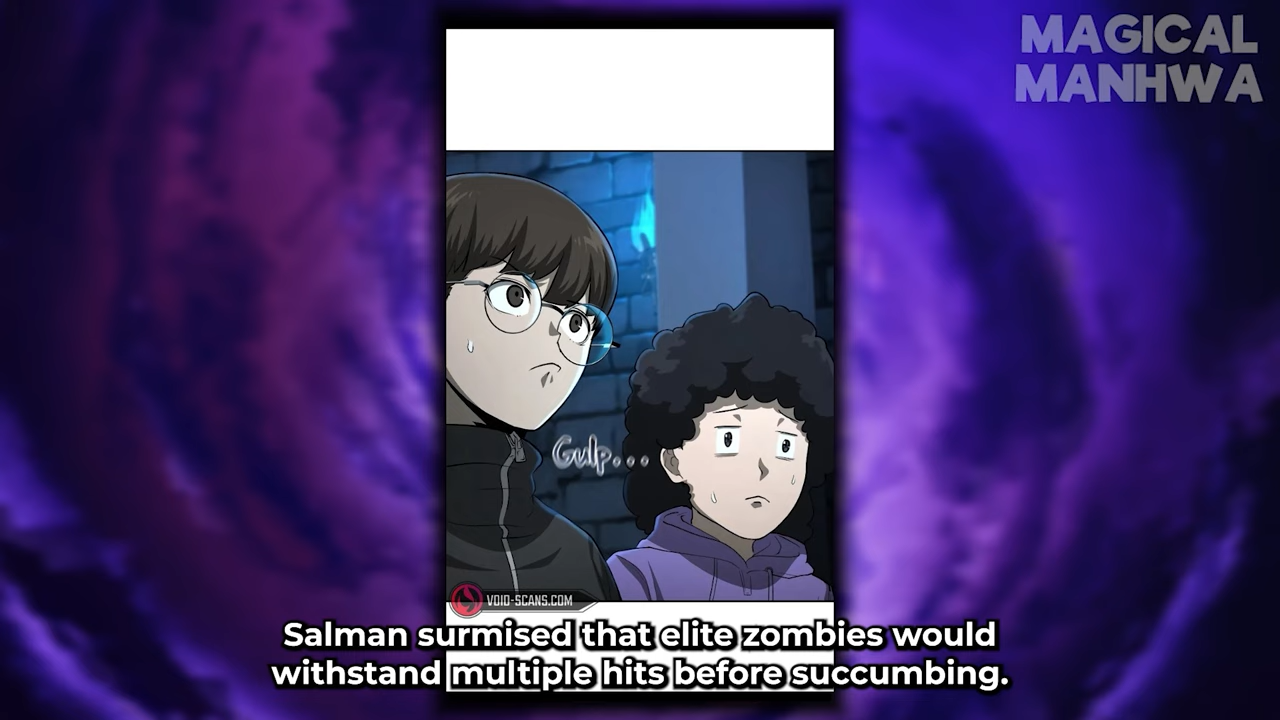 MAGICAL
MANHWA
Gulp...
VOID-SCANS.COM
Salman surmised that elite zombies would
withstand multiple hits before succumbing.